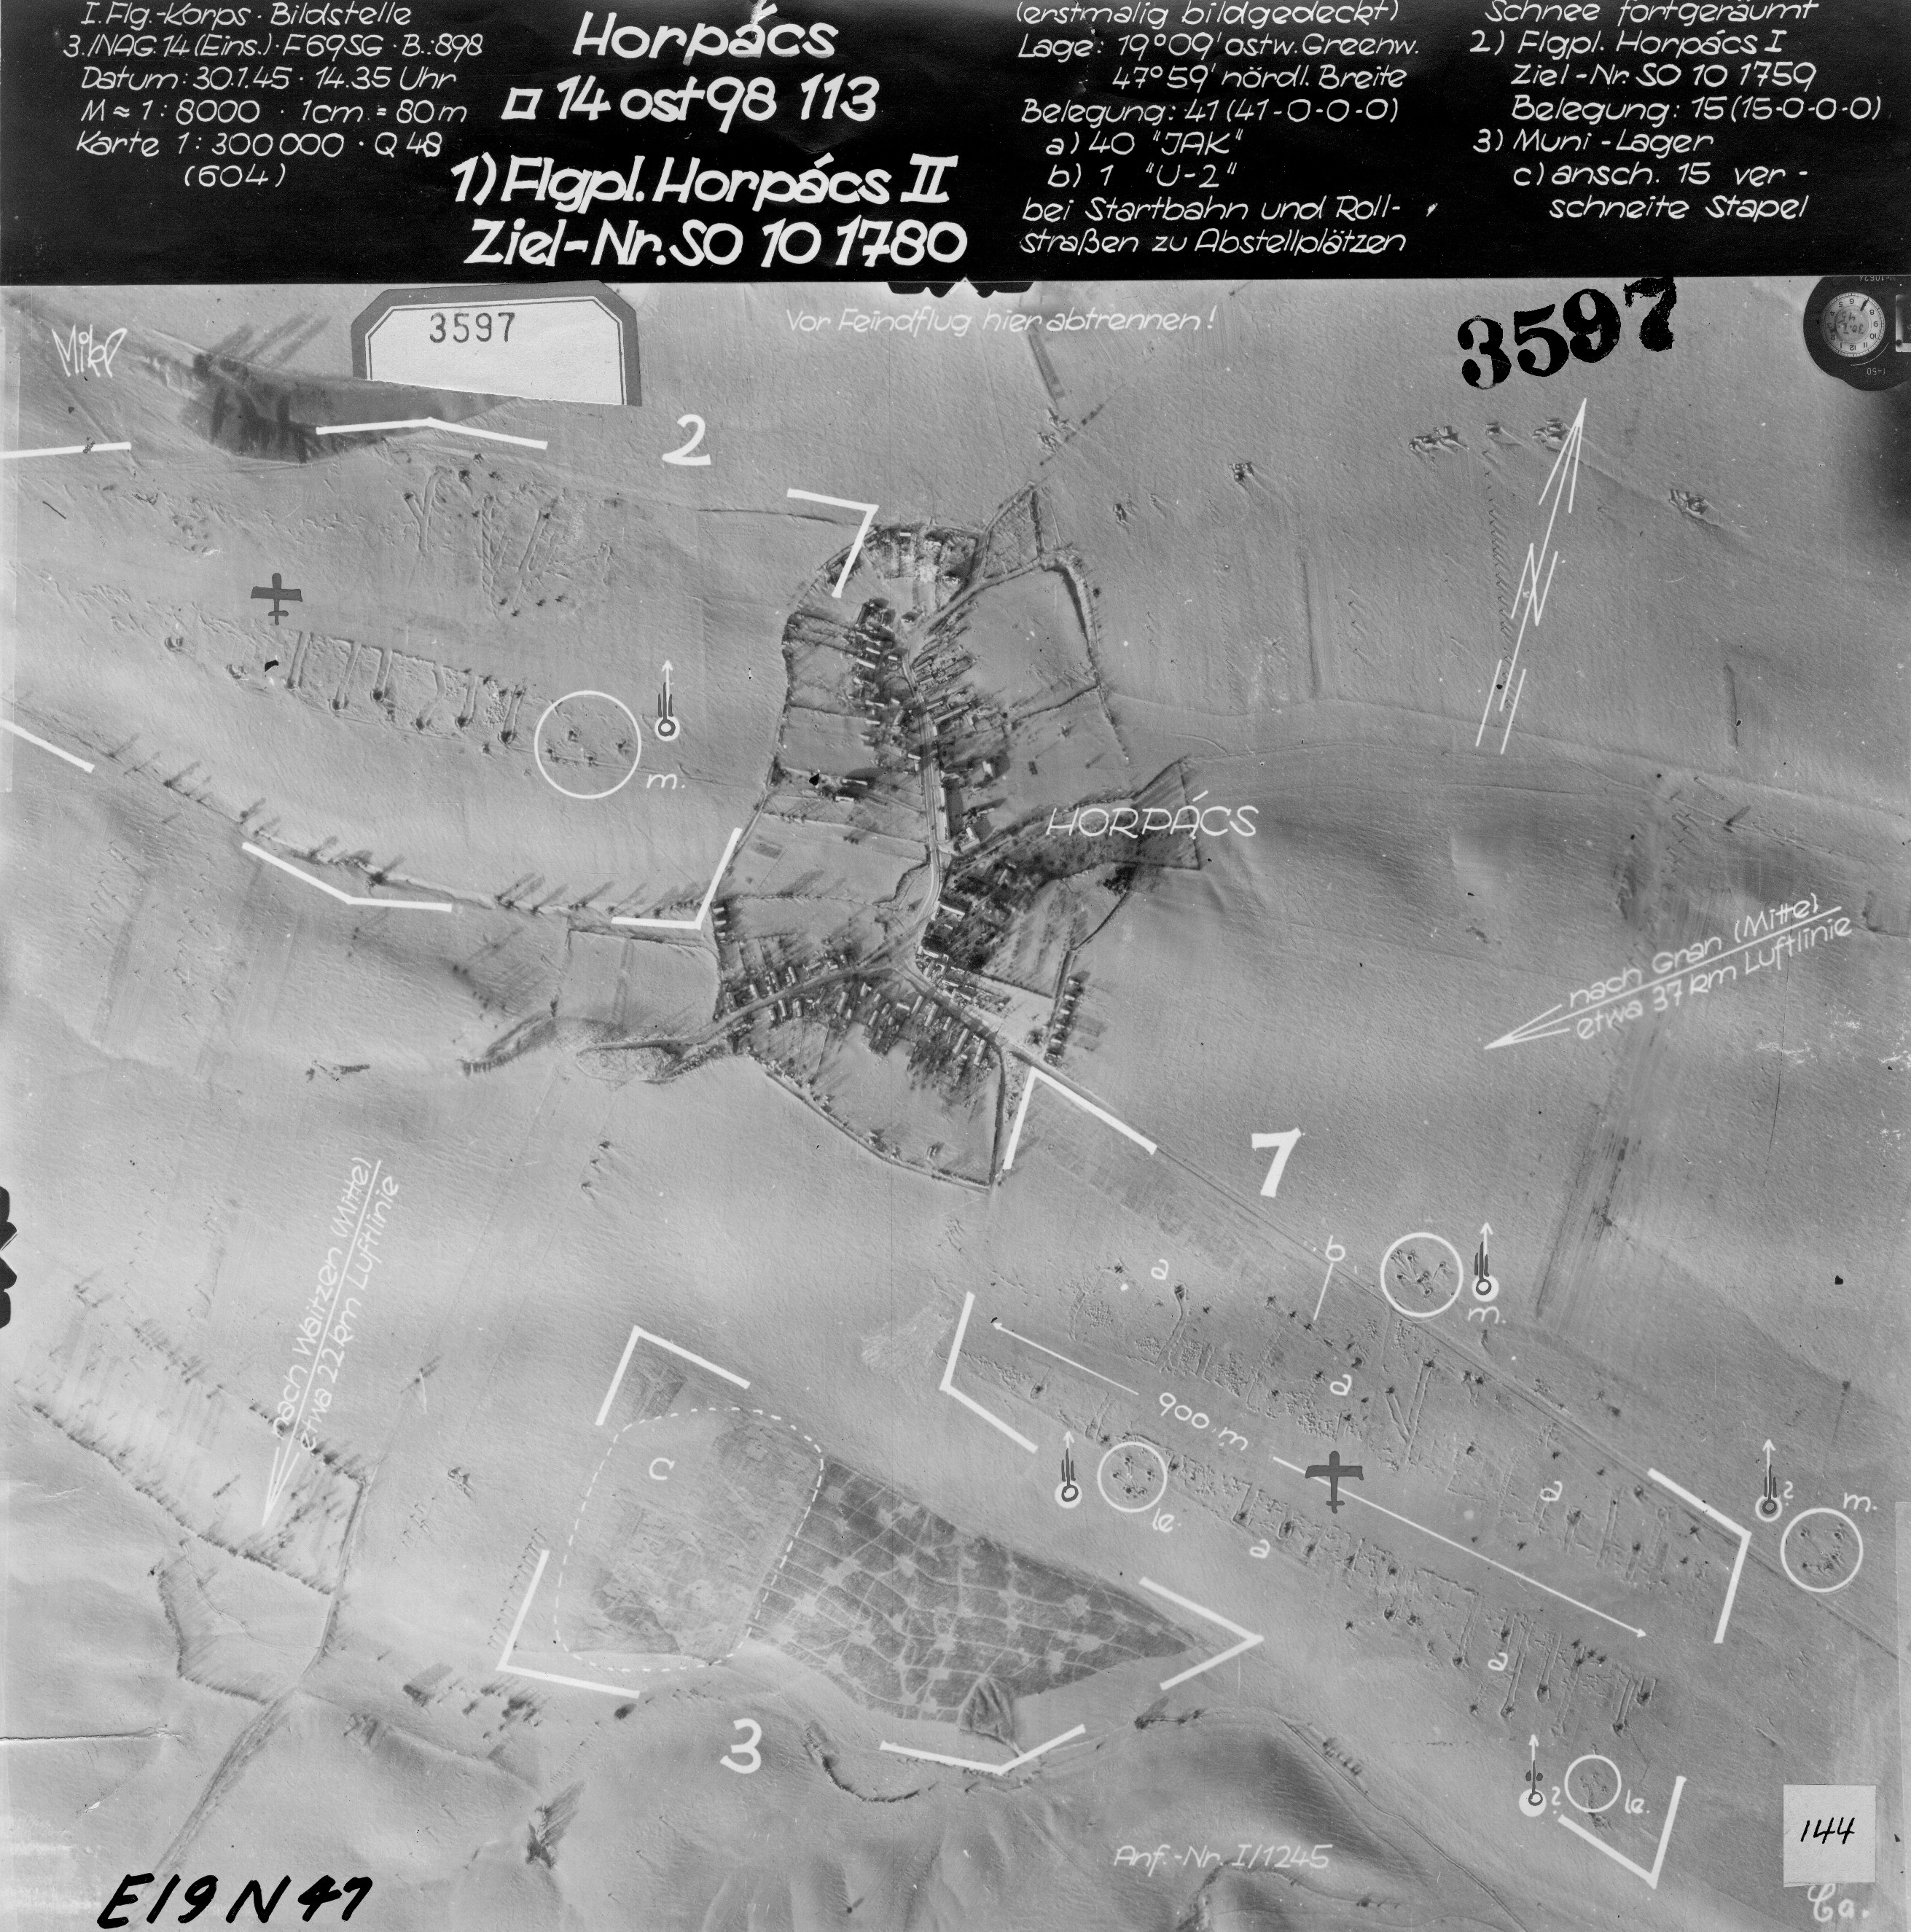 I. Flg.-Korps · Bildstelle
3./NAG 14 (Eins.) · F 69 SG · B.: 898
Datum: 30.1.45 · 14.35 Uhr
M ≈ 1 : 8000 · 1cm = 80 m
Karte 1 : 300 000 · Q 48
(604)
Horpács
14 ost 98 113
1) Flgpl. Horpács II
Ziel-Nr. SO 10 1780
(erstmalig bildgedeckt)
Lage: 19°09' ostw. Greenw.
47°59' nördl. Breite
Belegung: 41 (41-0-0-0)
a) 40 "JAK"
b) 1 "U-2"
bei Startbahn und Roll-
straßen zu Abstellplätzen
Schnee fortgeräumt
2) Flgpl. Horpács I
Ziel-Nr. SO 10 1759
Belegung: 15 (15-0-0-0)
3) Muni-Lager
c) ansch. 15 ver-
schneite Stapel
3597
Vor Feindflug hier abtrennen!
3597
2
N
m.
HORPÁCS
nach Gran (Mitte)
etwa 37 km Luftlinie
nach Waitzen (Mitte)
etwa 22 km Luftlinie
1
b
a
m.
a
900 m
c
le.
a
a
?
m.
a
3
?
le.
144
Anf.-Nr. I/1245
Ca.
E19 N47